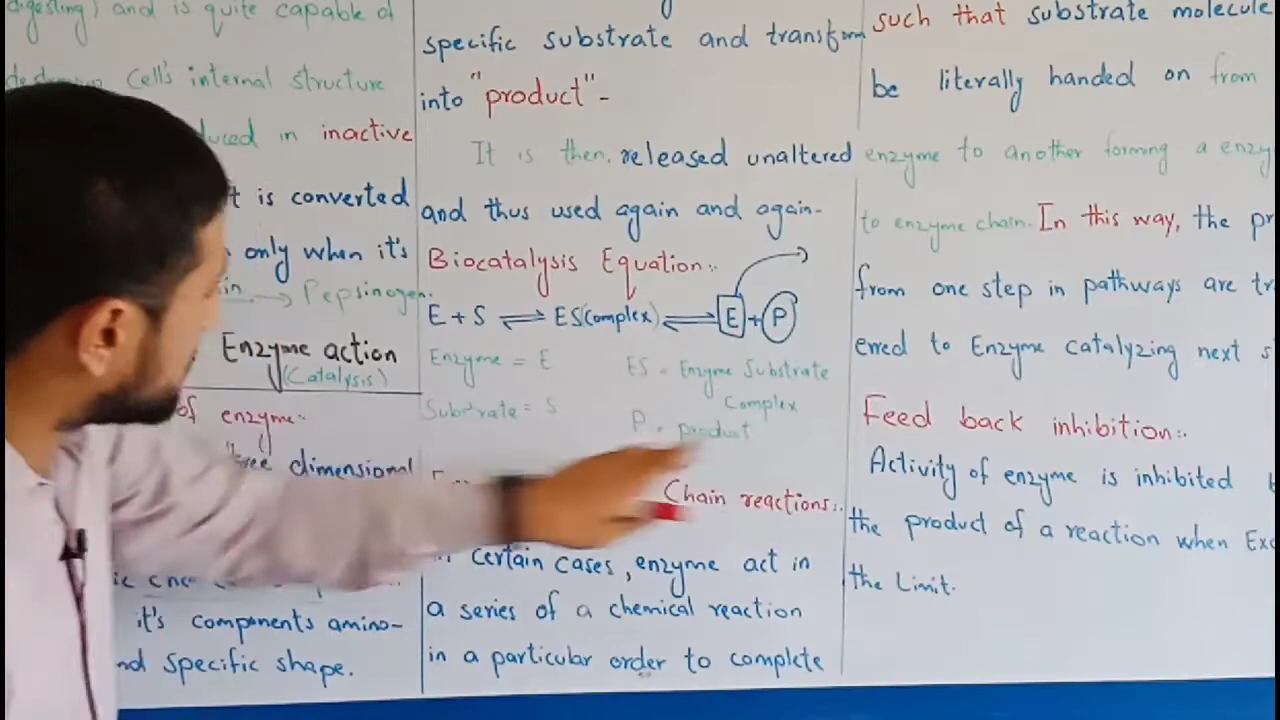 digesting) and is quite capable of
Cell's internal structure
in inactive
it is converted
only when it's
→ Pepsinogen.
Enzyme action
(Catalysis)
of enzyme:-
three dimensional
it's components amino-
and specific shape.
specific substrate and transform
into "product"-
It is then, released unaltered
and thus used again and again-
Biocatalysis Equation:-
E + S ⇌ ES(complex) ⇌ E + P
Enzyme = E
ES = Enzyme Substrate
Complex
Substrate = S
P = product
Chain reactions:-
certain cases, enzyme act in
a series of a chemical reaction
in a particular order to complete
such that substrate molecule
be literally handed on from
enzyme to another forming a enzy
to enzyme chain. In this way, the pr
from one step in pathways are tr
erred to Enzyme catalyzing next s
Feed back inhibition:-
Activity of enzyme is inhibited b
the product of a reaction when Exc
the Limit.